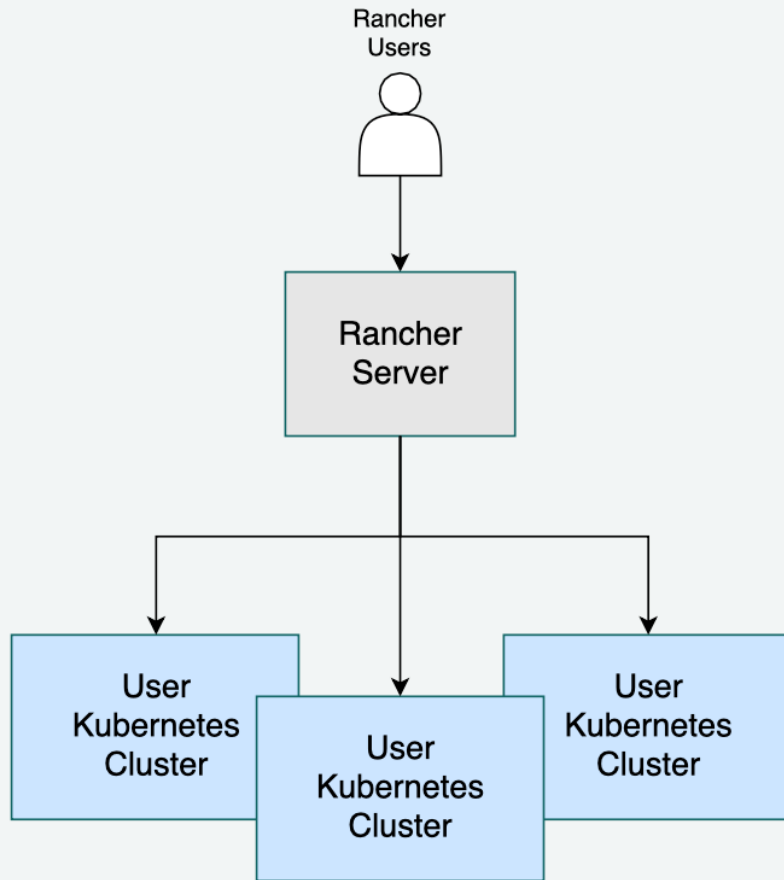 Rancher
Users
Rancher
Server
User
Kubernetes
Cluster
User
Kubernetes
Cluster
User
Kubernetes
Cluster